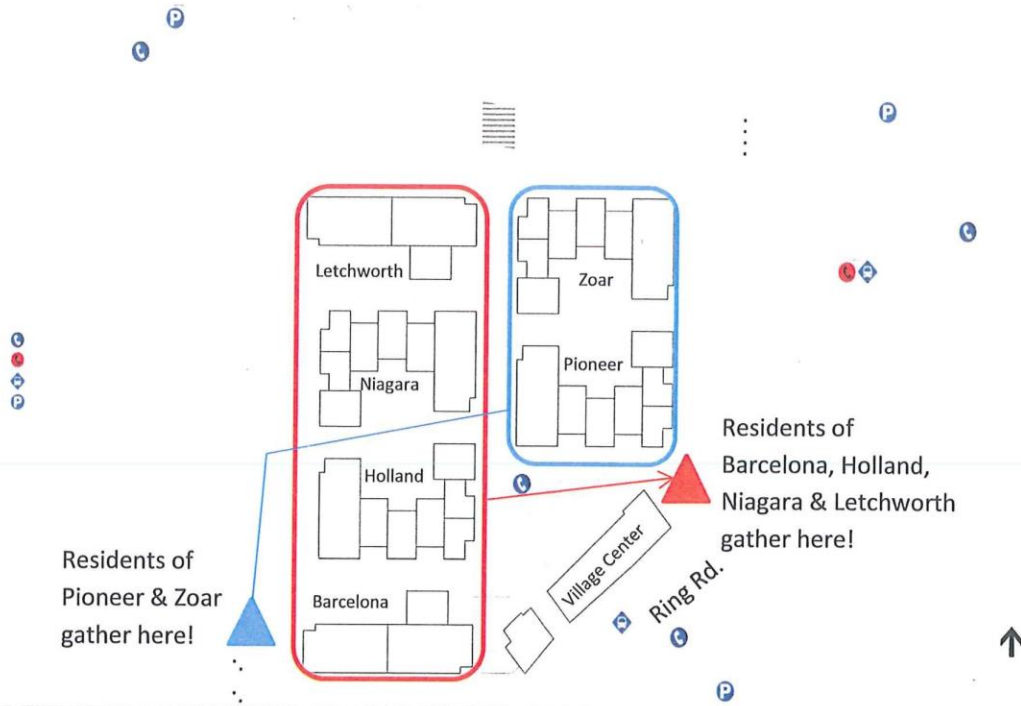 P
P
Letchworth
Zoar
Niagara
Pioneer
P
Holland
Residents of
Barcelona, Holland,
Niagara & Letchworth
gather here!
Residents of
Pioneer & Zoar
gather here!
Barcelona
Village Center
Ring Rd.
P